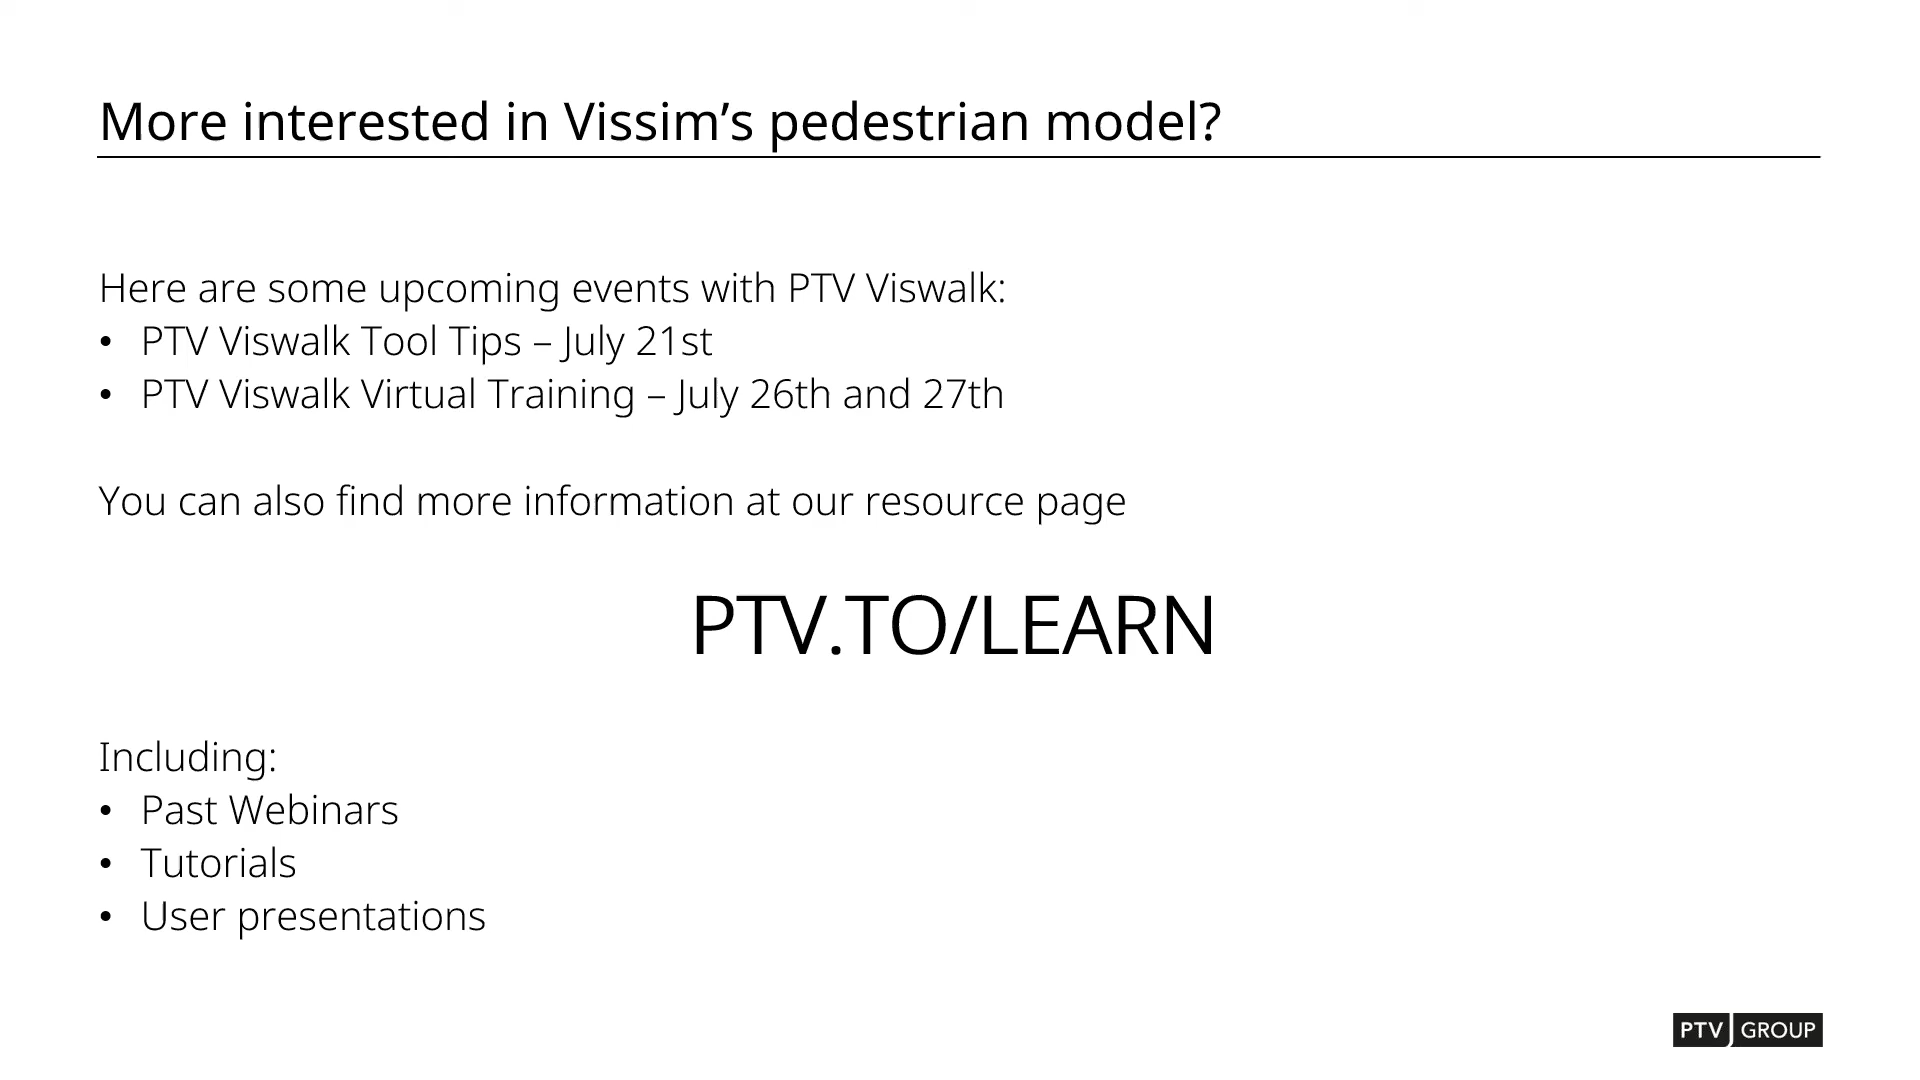 More interested in Vissim’s pedestrian model?
Here are some upcoming events with PTV Viswalk:
• PTV Viswalk Tool Tips – July 21st
• PTV Viswalk Virtual Training – July 26th and 27th
You can also find more information at our resource page
PTV.TO/LEARN
Including:
• Past Webinars
• Tutorials
• User presentations
PTV GROUP